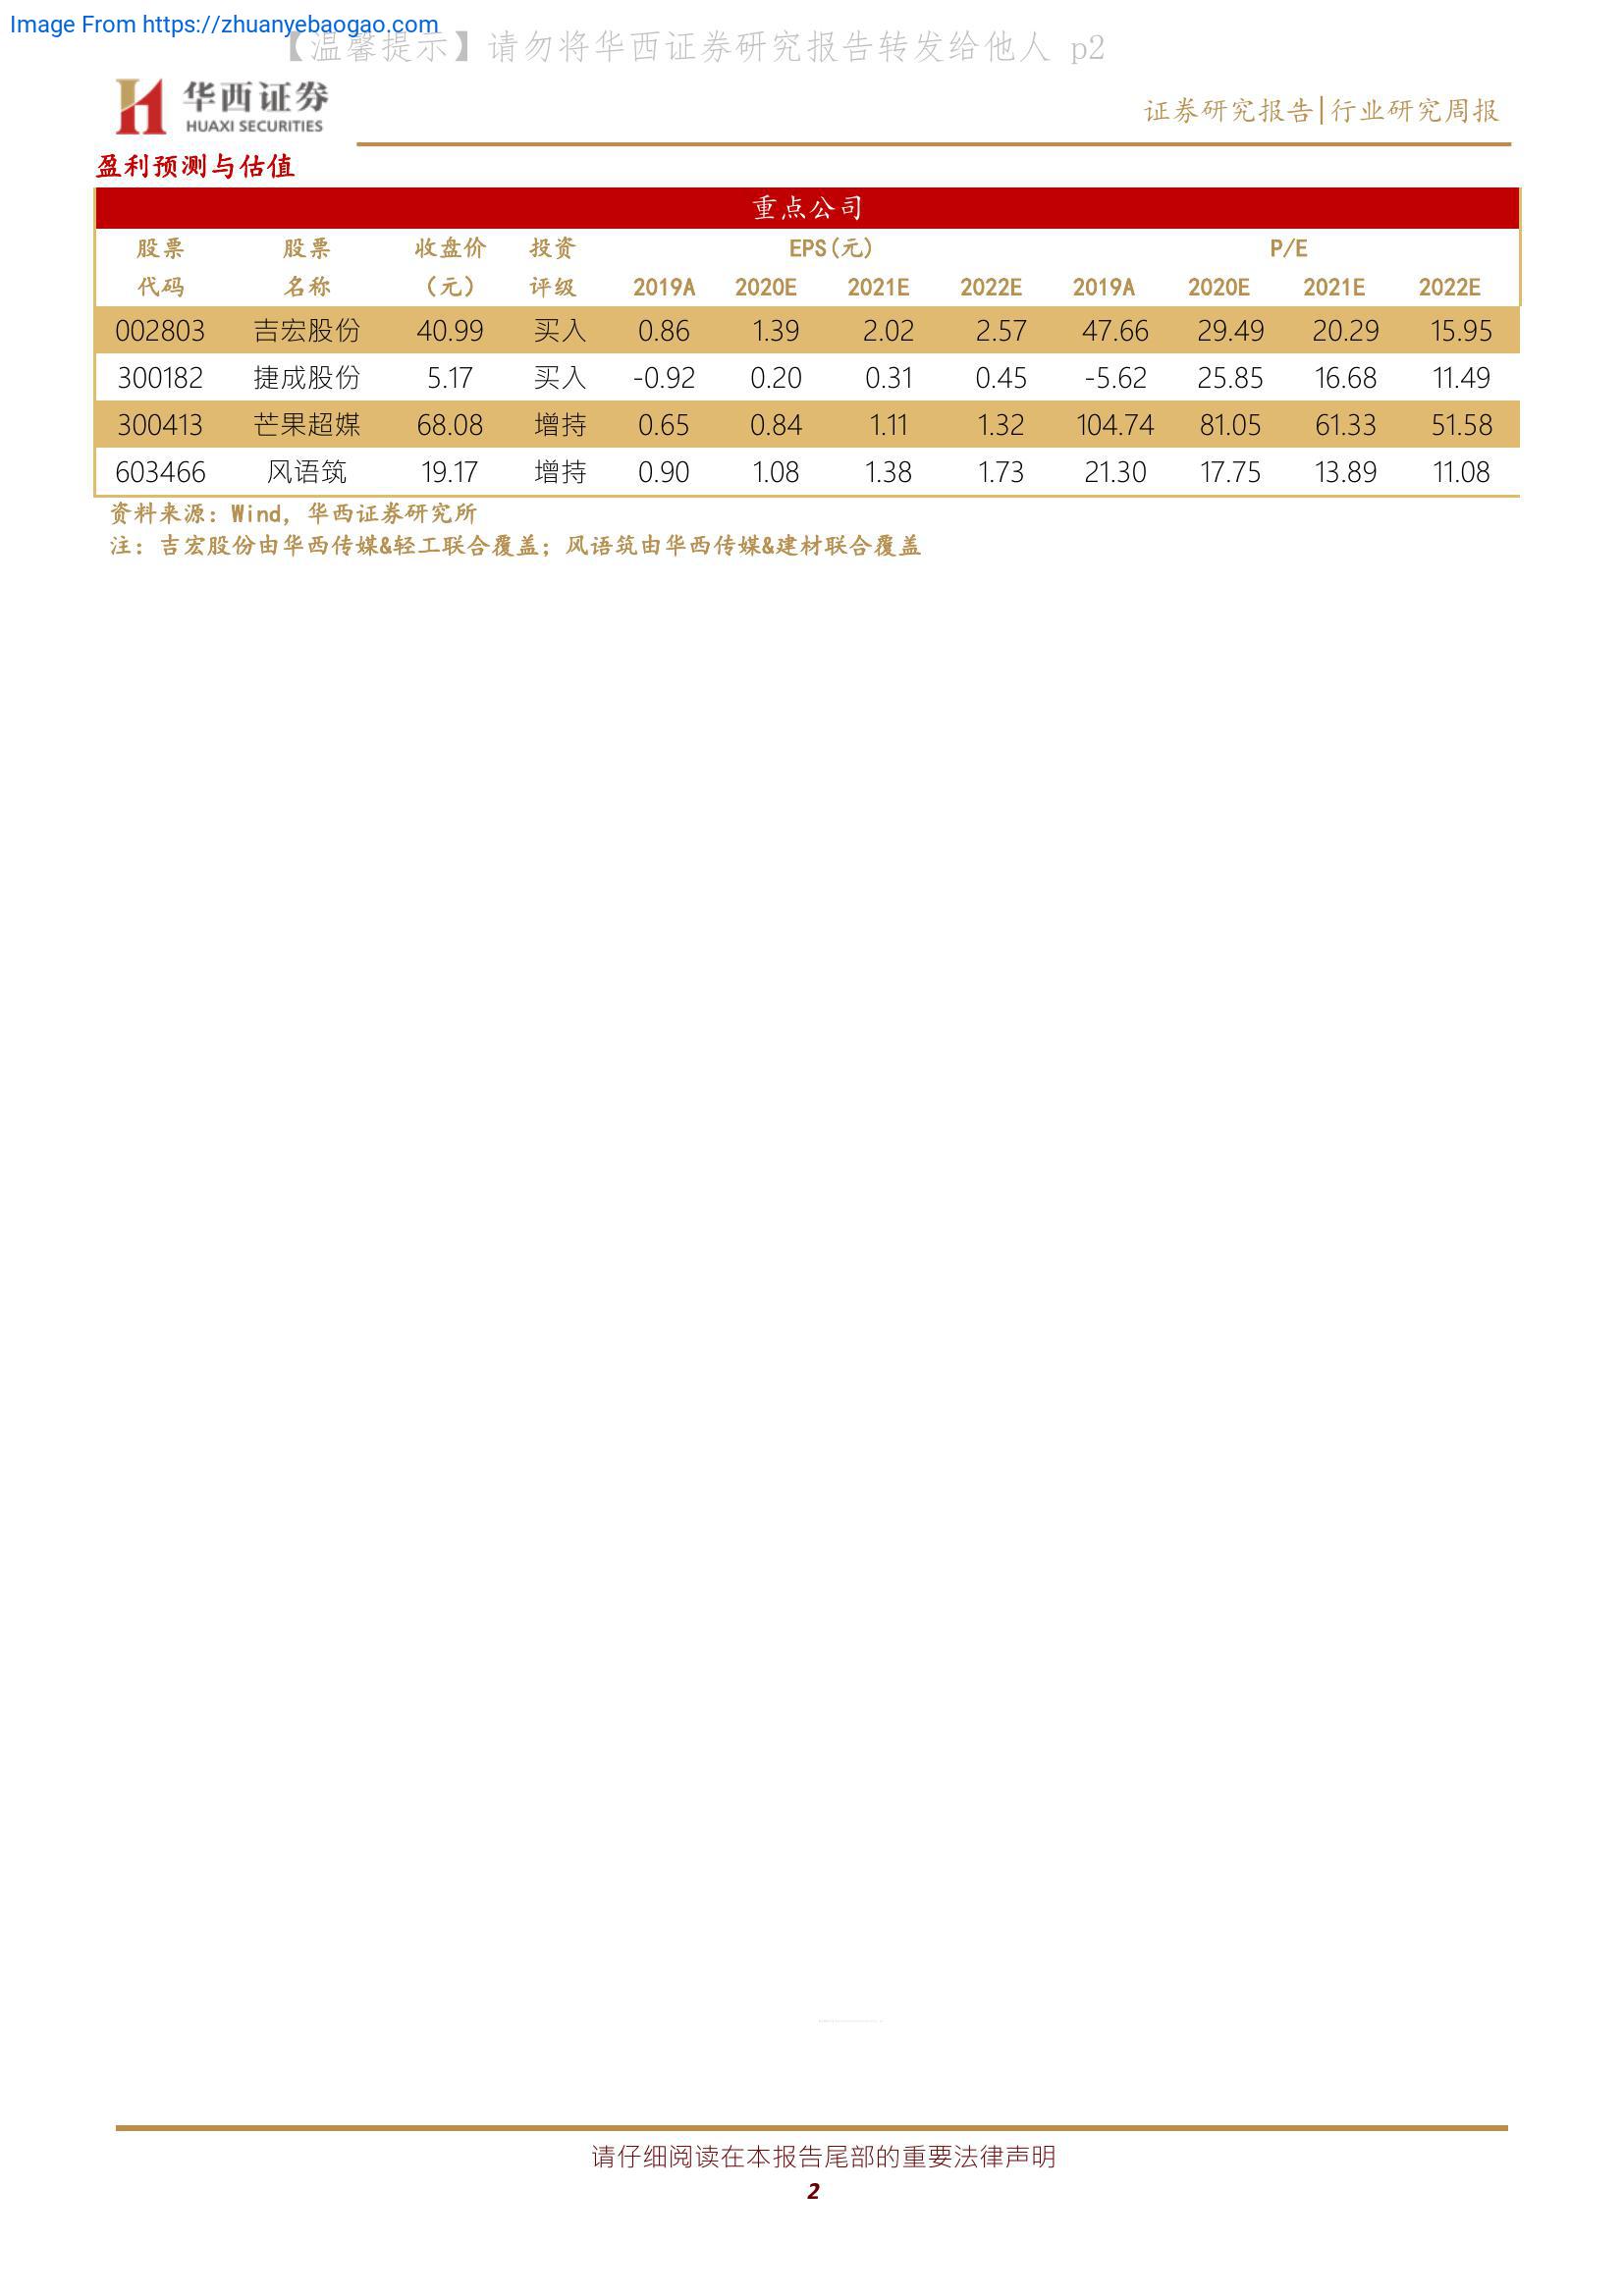 Image From https://zhuanyebaogao.com
【温馨提示】请勿将华西证券研究报告转发给他人 p2
华西证券
HUAXI SECURITIES
证券研究报告|行业研究周报
盈利预测与估值
重点公司
股票 股票 收盘价 投资 EPS(元) P/E
代码 名称 （元） 评级 2019A 2020E 2021E 2022E 2019A 2020E 2021E 2022E
002803 吉宏股份 40.99 买入 0.86 1.39 2.02 2.57 47.66 29.49 20.29 15.95
300182 捷成股份 5.17 买入 -0.92 0.20 0.31 0.45 -5.62 25.85 16.68 11.49
300413 芒果超媒 68.08 增持 0.65 0.84 1.11 1.32 104.74 81.05 61.33 51.58
603466 风语筑 19.17 增持 0.90 1.08 1.38 1.73 21.30 17.75 13.89 11.08
资料来源：Wind，华西证券研究所
注：吉宏股份由华西传媒&轻工联合覆盖；风语筑由华西传媒&建材联合覆盖
请仔细阅读在本报告尾部的重要法律声明
2